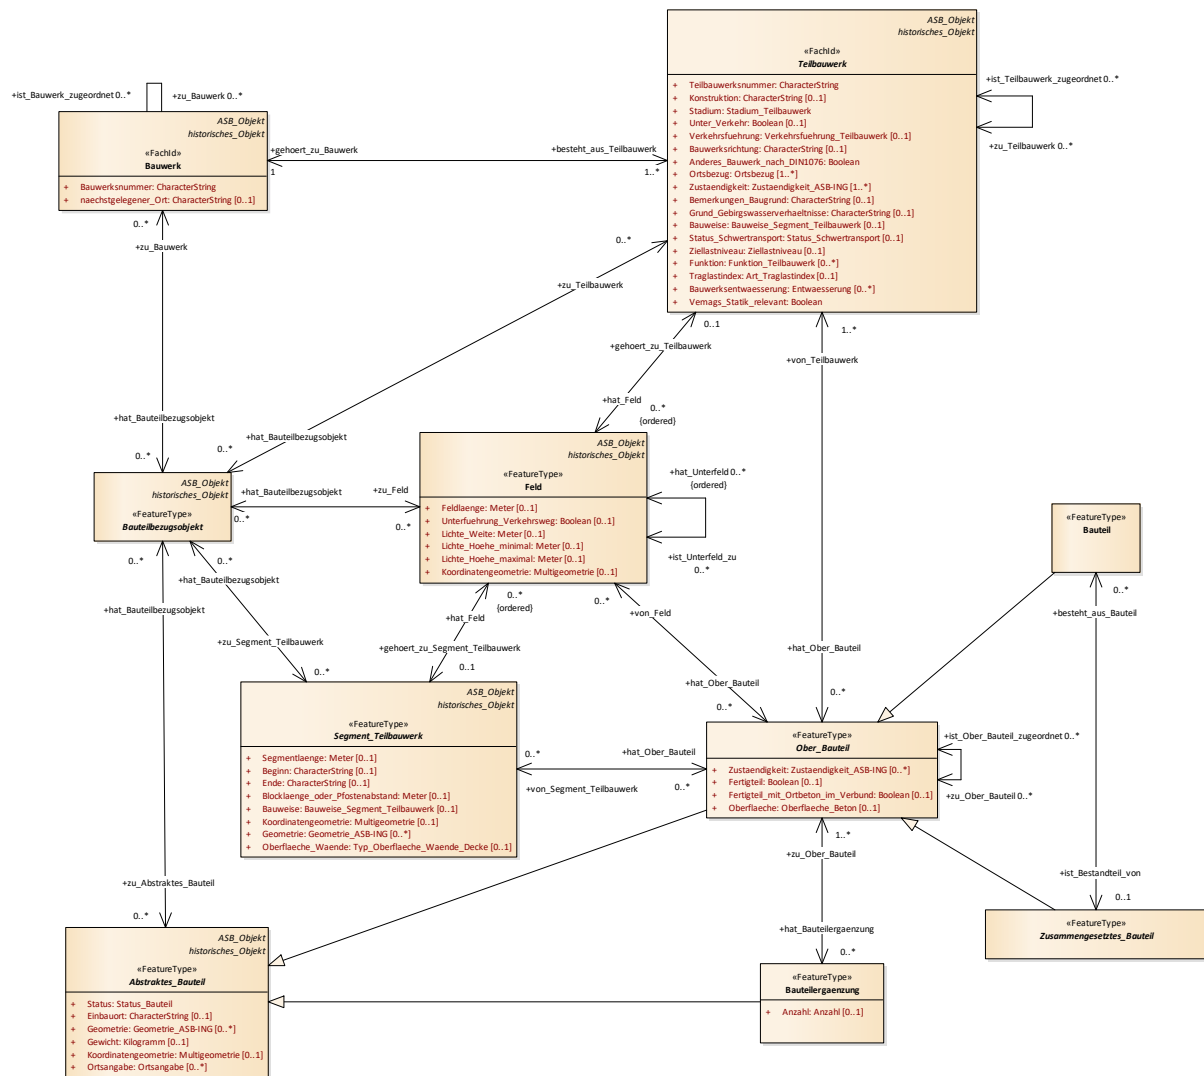 ASB_Objekt
historisches_Objekt
«FachId»
Teilbauwerk
+ Teilbauwerksnummer: CharacterString
+ Konstruktion: CharacterString [0..1]
+ Stadium: Stadium_Teilbauwerk
+ Unter_Verkehr: Boolean [0..1]
+ Verkehrsfuehrung: Verkehrsfuehrung_Teilbauwerk [0..1]
+ Bauwerksrichtung: CharacterString [0..1]
+ Anderes_Bauwerk_nach_DIN1076: Boolean
+ Ortsbezug: Ortsbezug [1..*]
+ Zustaendigkeit: Zustaendigkeit_ASB-ING [1..*]
+ Bemerkungen_Baugrund: CharacterString [0..1]
+ Grund_Gebirgswasserverhaeltnisse: CharacterString [0..1]
+ Bauweise: Bauweise_Segment_Teilbauwerk [0..1]
+ Status_Schwertransport: Status_Schwertransport [0..1]
+ Ziellastniveau: Ziellastniveau [0..1]
+ Funktion: Funktion_Teilbauwerk [0..*]
+ Traglastindex: Art_Traglastindex [0..1]
+ Bauwerksentwaesserung: Entwaesserung [0..*]
+ Vemags_Statik_relevant: Boolean
+ist_Teilbauwerk_zugeordnet 0..*
+zu_Teilbauwerk 0..*
+ist_Bauwerk_zugeordnet 0..*
+zu_Bauwerk 0..*
ASB_Objekt
historisches_Objekt
«FachId»
Bauwerk
+ Bauwerksnummer: CharacterString
+ naechstgelegener_Ort: CharacterString [0..1]
+gehoert_zu_Bauwerk
1
+besteht_aus_Teilbauwerk
1..*
0..*
+zu_Bauwerk
0..*
+zu_Teilbauwerk
0..1
+gehoert_zu_Teilbauwerk
1..*
+von_Teilbauwerk
+hat_Feld
0..*
{ordered}
+hat_Bauteilbezugsobjekt
0..*
+hat_Bauteilbezugsobjekt
0..*
ASB_Objekt
historisches_Objekt
«FeatureType»
Bauteilbezugsobjekt
+hat_Bauteilbezugsobjekt
0..*
+zu_Feld
0..*
ASB_Objekt
historisches_Objekt
«FeatureType»
Feld
+ Feldlaenge: Meter [0..1]
+ Unterfuehrung_Verkehrsweg: Boolean [0..1]
+ Lichte_Weite: Meter [0..1]
+ Lichte_Hoehe_minimal: Meter [0..1]
+ Lichte_Hoehe_maximal: Meter [0..1]
+ Koordinatengeometrie: Multigeometrie [0..1]
+hat_Unterfeld 0..*
{ordered}
+ist_Unterfeld_zu
0..*
«FeatureType»
Bauteil
0..*
+besteht_aus_Bauteil
0..*
0..*
+hat_Bauteilbezugsobjekt
+hat_Bauteilbezugsobjekt
0..*
{ordered}
+hat_Feld
0..*
+von_Feld
+zu_Segment_Teilbauwerk
0..*
+gehoert_zu_Segment_Teilbauwerk
0..1
+hat_Ober_Bauteil
0..*
+hat_Ober_Bauteil
0..*
ASB_Objekt
historisches_Objekt
«FeatureType»
Segment_Teilbauwerk
+ Segmentlaenge: Meter [0..1]
+ Beginn: CharacterString [0..1]
+ Ende: CharacterString [0..1]
+ Blocklaenge_oder_Pfostenabstand: Meter [0..1]
+ Bauweise: Bauweise_Segment_Teilbauwerk [0..1]
+ Koordinatengeometrie: Multigeometrie [0..1]
+ Geometrie: Geometrie_ASB-ING [0..*]
+ Oberflaeche_Waende: Typ_Oberflaeche_Waende_Decke [0..1]
0..*
+von_Segment_Teilbauwerk
+hat_Ober_Bauteil
0..*
«FeatureType»
Ober_Bauteil
+ Zustaendigkeit: Zustaendigkeit_ASB-ING [0..*]
+ Fertigteil: Boolean [0..1]
+ Fertigteil_mit_Ortbeton_im_Verbund: Boolean [0..1]
+ Oberflaeche: Oberflaeche_Beton [0..1]
+ist_Ober_Bauteil_zugeordnet 0..*
+zu_Ober_Bauteil 0..*
1..*
+zu_Ober_Bauteil
+ist_Bestandteil_von
0..1
«FeatureType»
Zusammengesetztes_Bauteil
+zu_Abstraktes_Bauteil
0..*
+hat_Bauteilergaenzung
0..*
ASB_Objekt
historisches_Objekt
«FeatureType»
Abstraktes_Bauteil
+ Status: Status_Bauteil
+ Einbauort: CharacterString [0..1]
+ Geometrie: Geometrie_ASB-ING [0..*]
+ Gewicht: Kilogramm [0..1]
+ Koordinatengeometrie: Multigeometrie [0..1]
+ Ortsangabe: Ortsangabe [0..*]
«FeatureType»
Bauteilergaenzung
+ Anzahl: Anzahl [0..1]